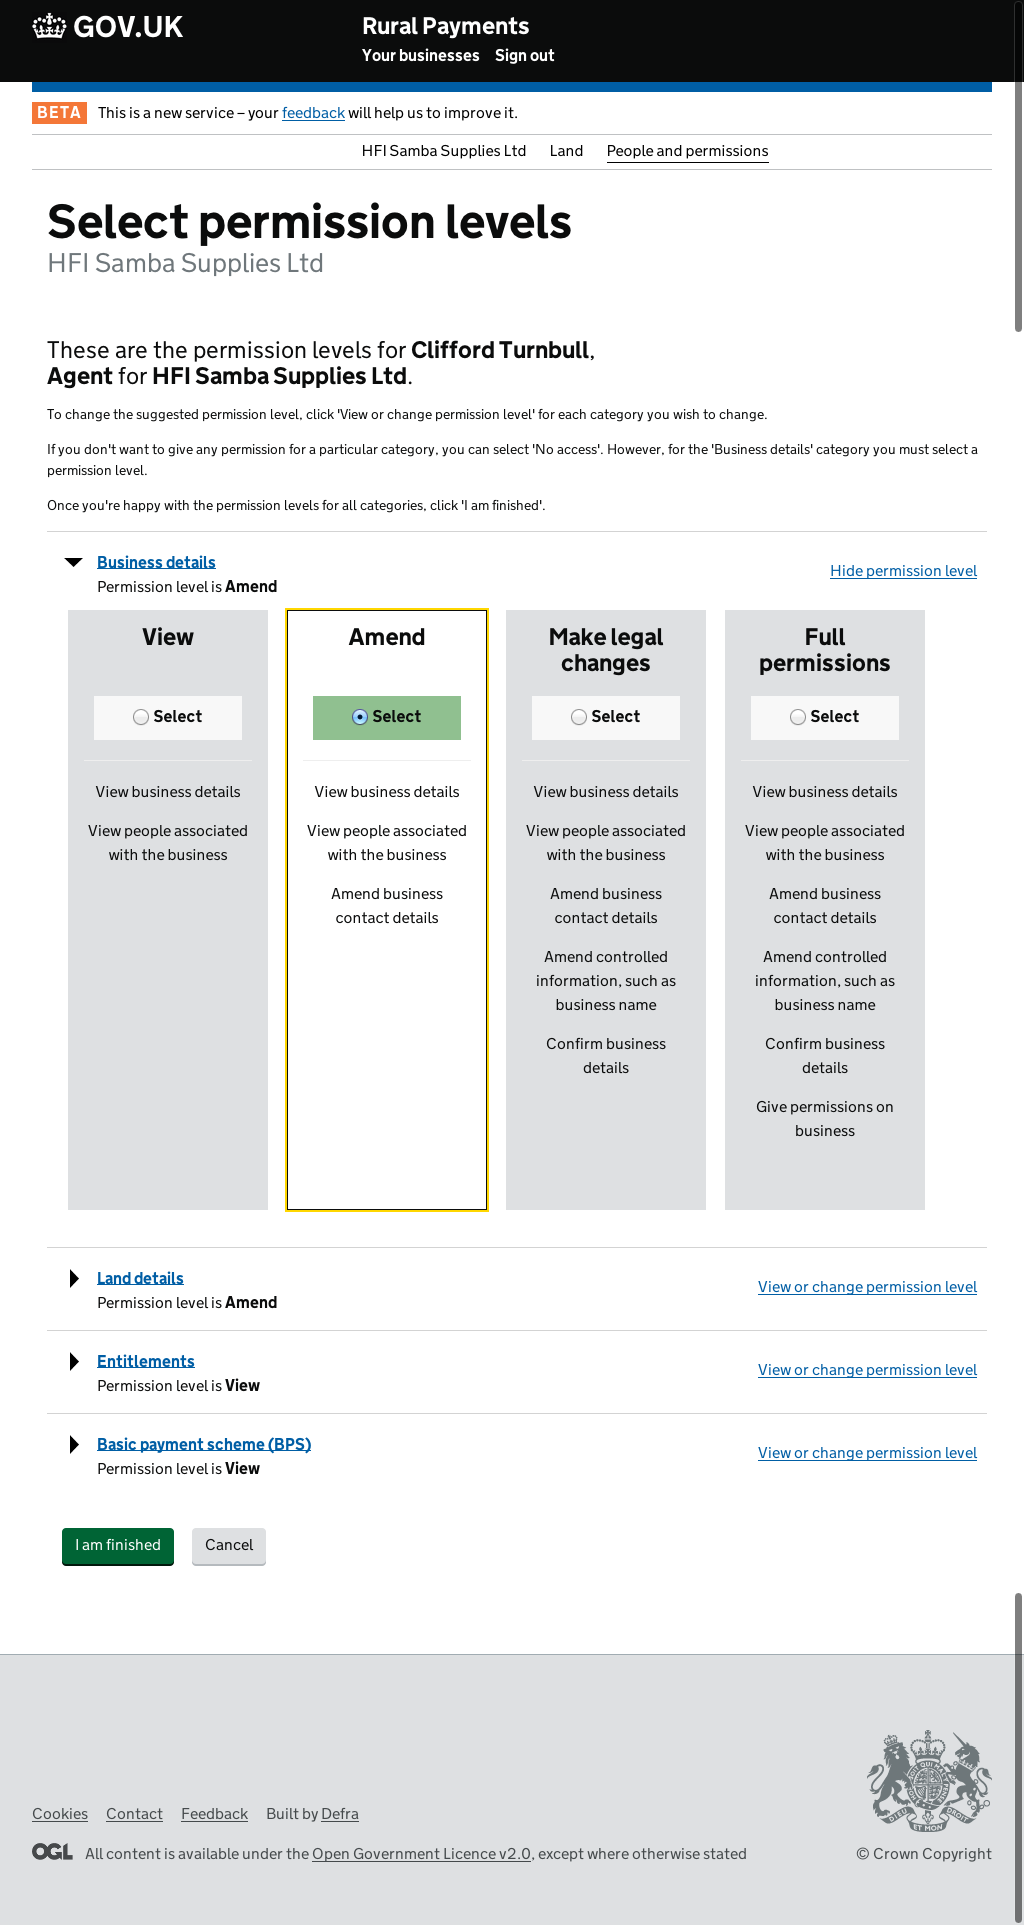 GOV.UK
Rural Payments
Your businesses Sign out
BETA This is a new service – your feedback will help us to improve it.
HFI Samba Supplies Ltd Land People and permissions
Select permission levels
HFI Samba Supplies Ltd
These are the permission levels for Clifford Turnbull,
Agent for HFI Samba Supplies Ltd.
To change the suggested permission level, click 'View or change permission level' for each category you wish to change.
If you don't want to give any permission for a particular category, you can select 'No access'. However, for the 'Business details' category you must select a
permission level.
Once you're happy with the permission levels for all categories, click 'I am finished'.
Business details
Permission level is Amend
Hide permission level
View
Select
View business details
View people associated
with the business
Amend
Select
View business details
View people associated
with the business
Amend business
contact details
Make legal
changes
Select
View business details
View people associated
with the business
Amend business
contact details
Amend controlled
information, such as
business name
Confirm business
details
Full
permissions
Select
View business details
View people associated
with the business
Amend business
contact details
Amend controlled
information, such as
business name
Confirm business
details
Give permissions on
business
Land details
Permission level is Amend
View or change permission level
Entitlements
Permission level is View
View or change permission level
Basic payment scheme (BPS)
Permission level is View
View or change permission level
I am finished Cancel
Cookies Contact Feedback Built by Defra
OGL All content is available under the Open Government Licence v2.0, except where otherwise stated
DIEU ET MON DROIT
© Crown Copyright